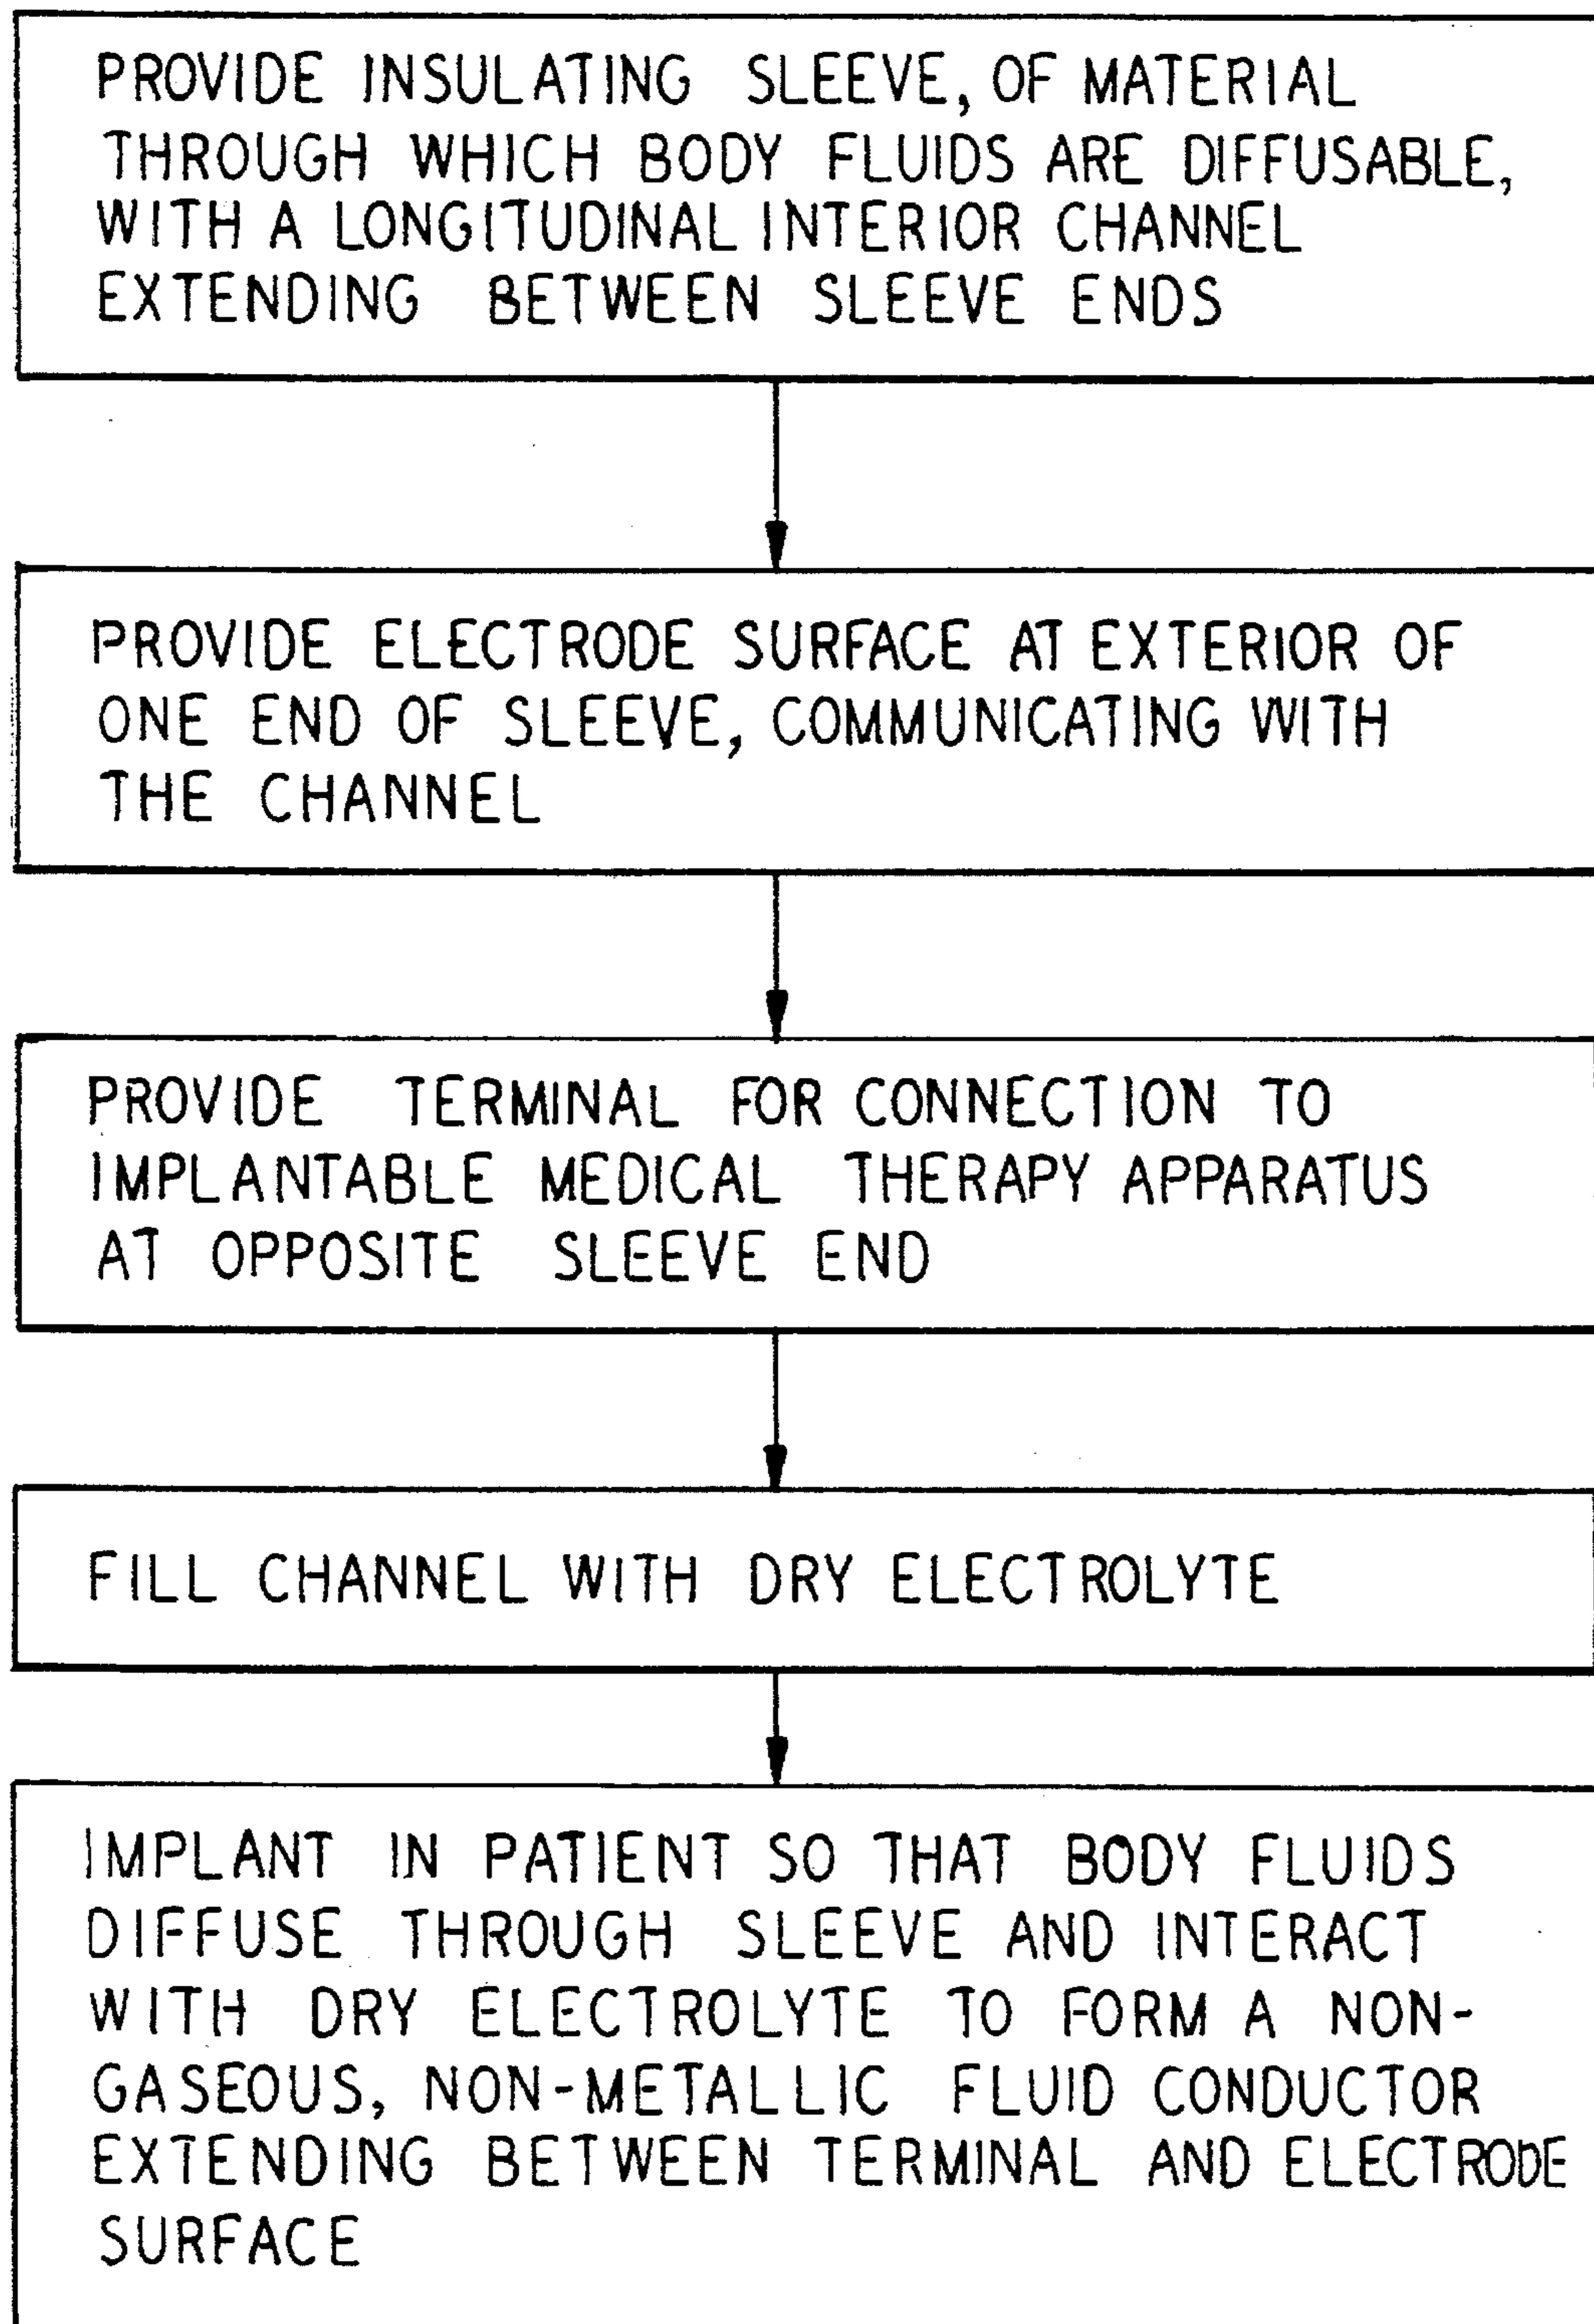 PROVIDE INSULATING SLEEVE, OF MATERIAL
THROUGH WHICH BODY FLUIDS ARE DIFFUSABLE,
WITH A LONGITUDINAL INTERIOR CHANNEL
EXTENDING BETWEEN SLEEVE ENDS
PROVIDE ELECTRODE SURFACE AT EXTERIOR OF
ONE END OF SLEEVE, COMMUNICATING WITH
THE CHANNEL
PROVIDE TERMINAL FOR CONNECTION TO
IMPLANTABLE MEDICAL THERAPY APPARATUS
AT OPPOSITE SLEEVE END
FILL CHANNEL WITH DRY ELECTROLYTE
IMPLANT IN PATIENT SO THAT BODY FLUIDS
DIFFUSE THROUGH SLEEVE AND INTERACT
WITH DRY ELECTROLYTE TO FORM A NON-
GASEOUS, NON-METALLIC FLUID CONDUCTOR
EXTENDING BETWEEN TERMINAL AND ELECTRODE
SURFACE